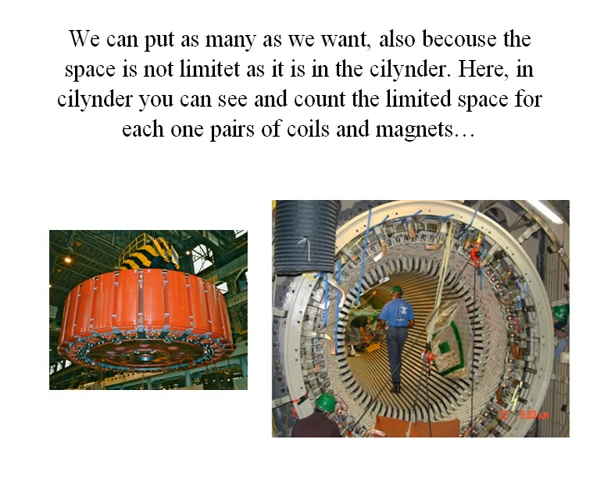 We can put as many as we want, also becouse the
space is not limitet as it is in the cilynder. Here, in
cilynder you can see and count the limited space for
each one pairs of coils and magnets…